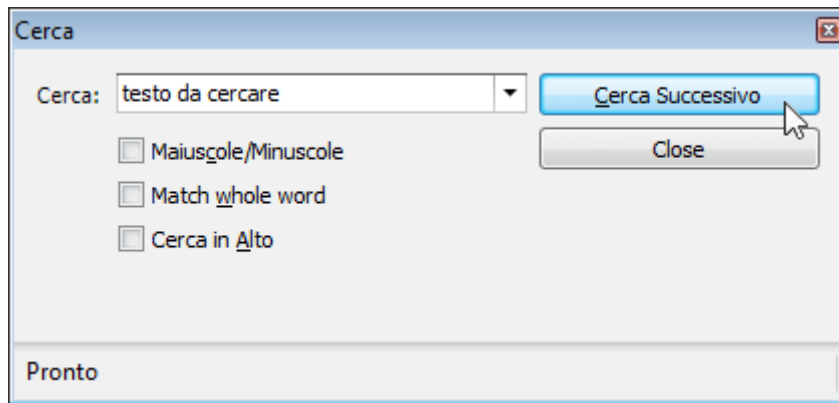 Cerca
Cerca: testo da cercare Cerca Successivo
Maiuscole/Minuscole Close
Match whole word
Cerca in Alto
Pronto